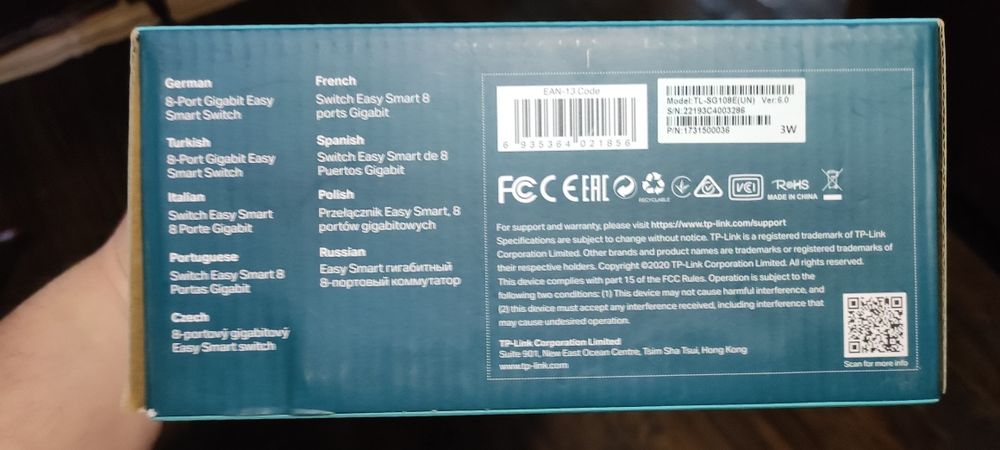 German
8-Port Gigabit Easy
Smart Switch
Turkish
8-Port Gigabit Easy
Smart Switch
Italian
Switch Easy Smart
8 Porte Gigabit
Portuguese
Switch Easy Smart 8
Portas Gigabit
Czech
8-portový gigabitový
Easy Smart switch
French
Switch Easy Smart 8
ports Gigabit
Spanish
Switch Easy Smart de 8
Puertos Gigabit
Polish
Przełącznik Easy Smart, 8
portów gigabitowych
Russian
Easy Smart гигабитный
8-портовый коммутатор
EAN-13 Code
6 935364 021856
Model:TL-SG108E(UN) Ver:6.0
S/N:22193C4003286
P/N:1731500036 3W
FC CE EAC RECYCLABLE VCCI RoHS
MADE IN CHINA
For support and warranty, please visit https://www.tp-link.com/support
Specifications are subject to change without notice. TP-Link is a registered trademark of TP-Link
Corporation Limited. Other brands and product names are trademarks or registered trademarks of
their respective holders. Copyright ©2020 TP-Link Corporation Limited. All rights reserved.
This device complies with part 15 of the FCC Rules. Operation is subject to the
following two conditions: (1) This device may not cause harmful interference, and
(2) this device must accept any interference received, including interference that
may cause undesired operation.
TP-Link Corporation Limited
Suite 901, New East Ocean Centre, Tsim Sha Tsui, Hong Kong
www.tp-link.com
Scan for more info